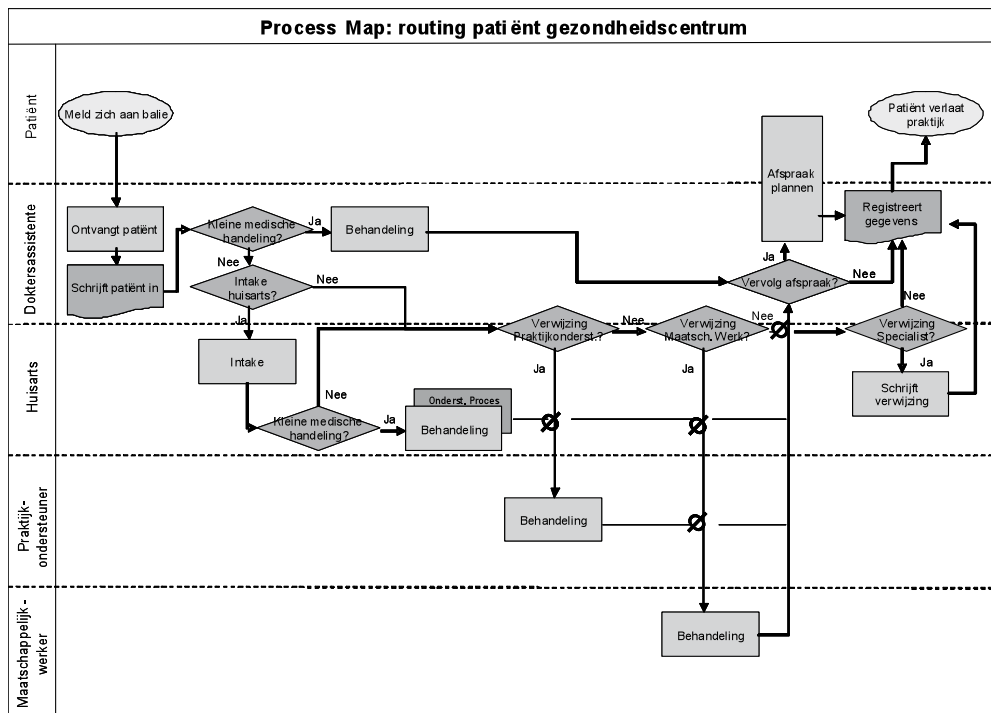 Process Map: routing patiënt gezondheidscentrum
Patiënt
Meld zich aan balie
Patiënt verlaat
praktijk
Afspraak
plannen
Doktersassistente
Ontvangt patiënt
Schrijft patiënt in
Kleine medische
handeling?
Ja
Behandeling
Nee
Intake
huisarts?
Nee
Ja
Registreert
gegevens
Ja
Vervolg afspraak?
Nee
Nee
Huisarts
Intake
Nee
Kleine medische
handeling?
Ja
Onderst. Proces
Behandeling
Verwijzing
Praktijkonderst.?
Nee
Ja
Verwijzing
Maatsch. Werk?
Nee
Ja
Verwijzing
Specialist?
Ja
Schrijft
verwijzing
Praktijk-
ondersteuner
Behandeling
Maatschappelijk-
werker
Behandeling